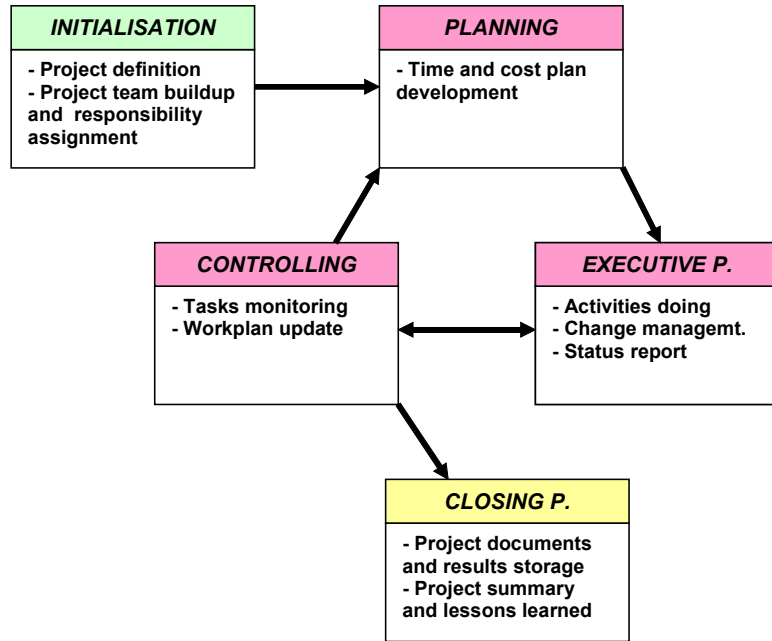 INITIALISATION
- Project definition
- Project team buildup
and responsibility
assignment
PLANNING
- Time and cost plan
development
CONTROLLING
- Tasks monitoring
- Workplan update
EXECUTIVE P.
- Activities doing
- Change managemt.
- Status report
CLOSING P.
- Project documents
and results storage
- Project summary
and lessons learned